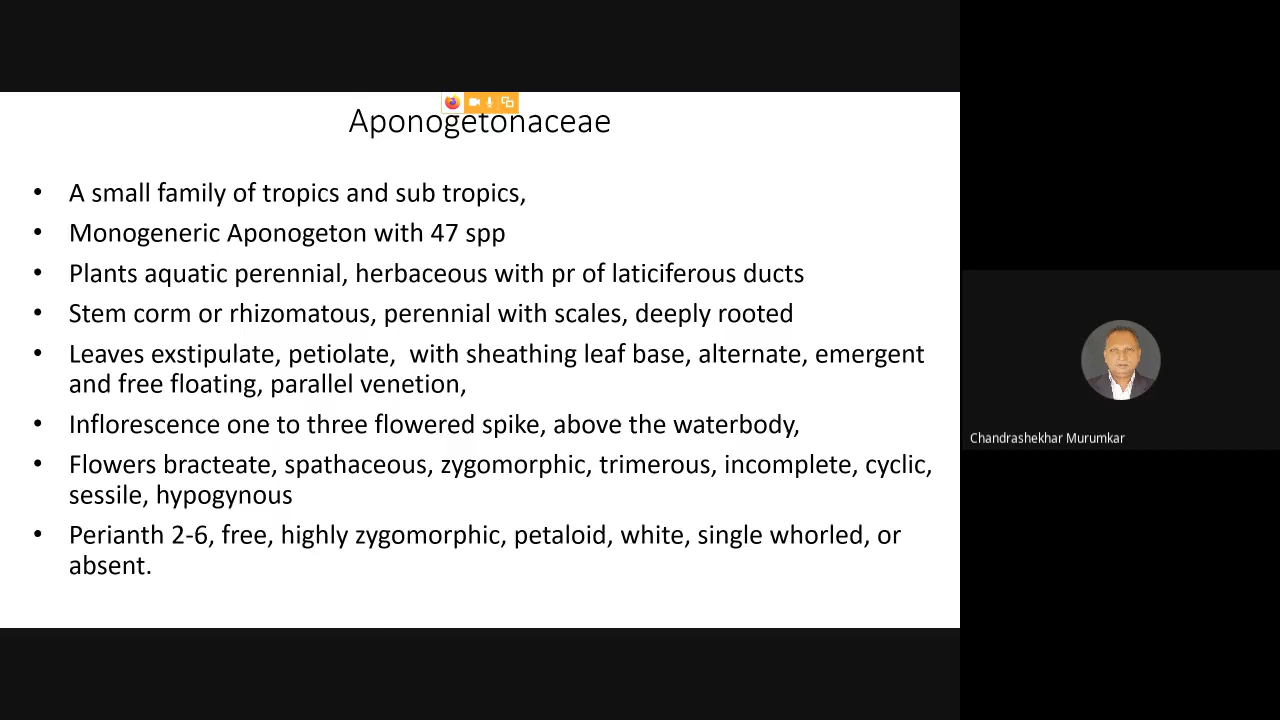 Aponogetonaceae
• A small family of tropics and sub tropics,
• Monogeneric Aponogeton with 47 spp
• Plants aquatic perennial, herbaceous with pr of laticiferous ducts
• Stem corm or rhizomatous, perennial with scales, deeply rooted
• Leaves exstipulate, petiolate,  with sheathing leaf base, alternate, emergent
and free floating, parallel venetion,
• Inflorescence one to three flowered spike, above the waterbody,
• Flowers bracteate, spathaceous, zygomorphic, trimerous, incomplete, cyclic,
sessile, hypogynous
• Perianth 2-6, free, highly zygomorphic, petaloid, white, single whorled, or
absent.
Chandrashekhar Murumkar